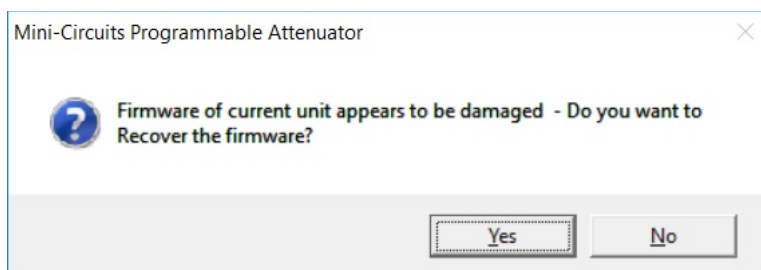 Mini-Circuits Programmable Attenuator
Firmware of current unit appears to be damaged - Do you want to
Recover the firmware?
Yes
No